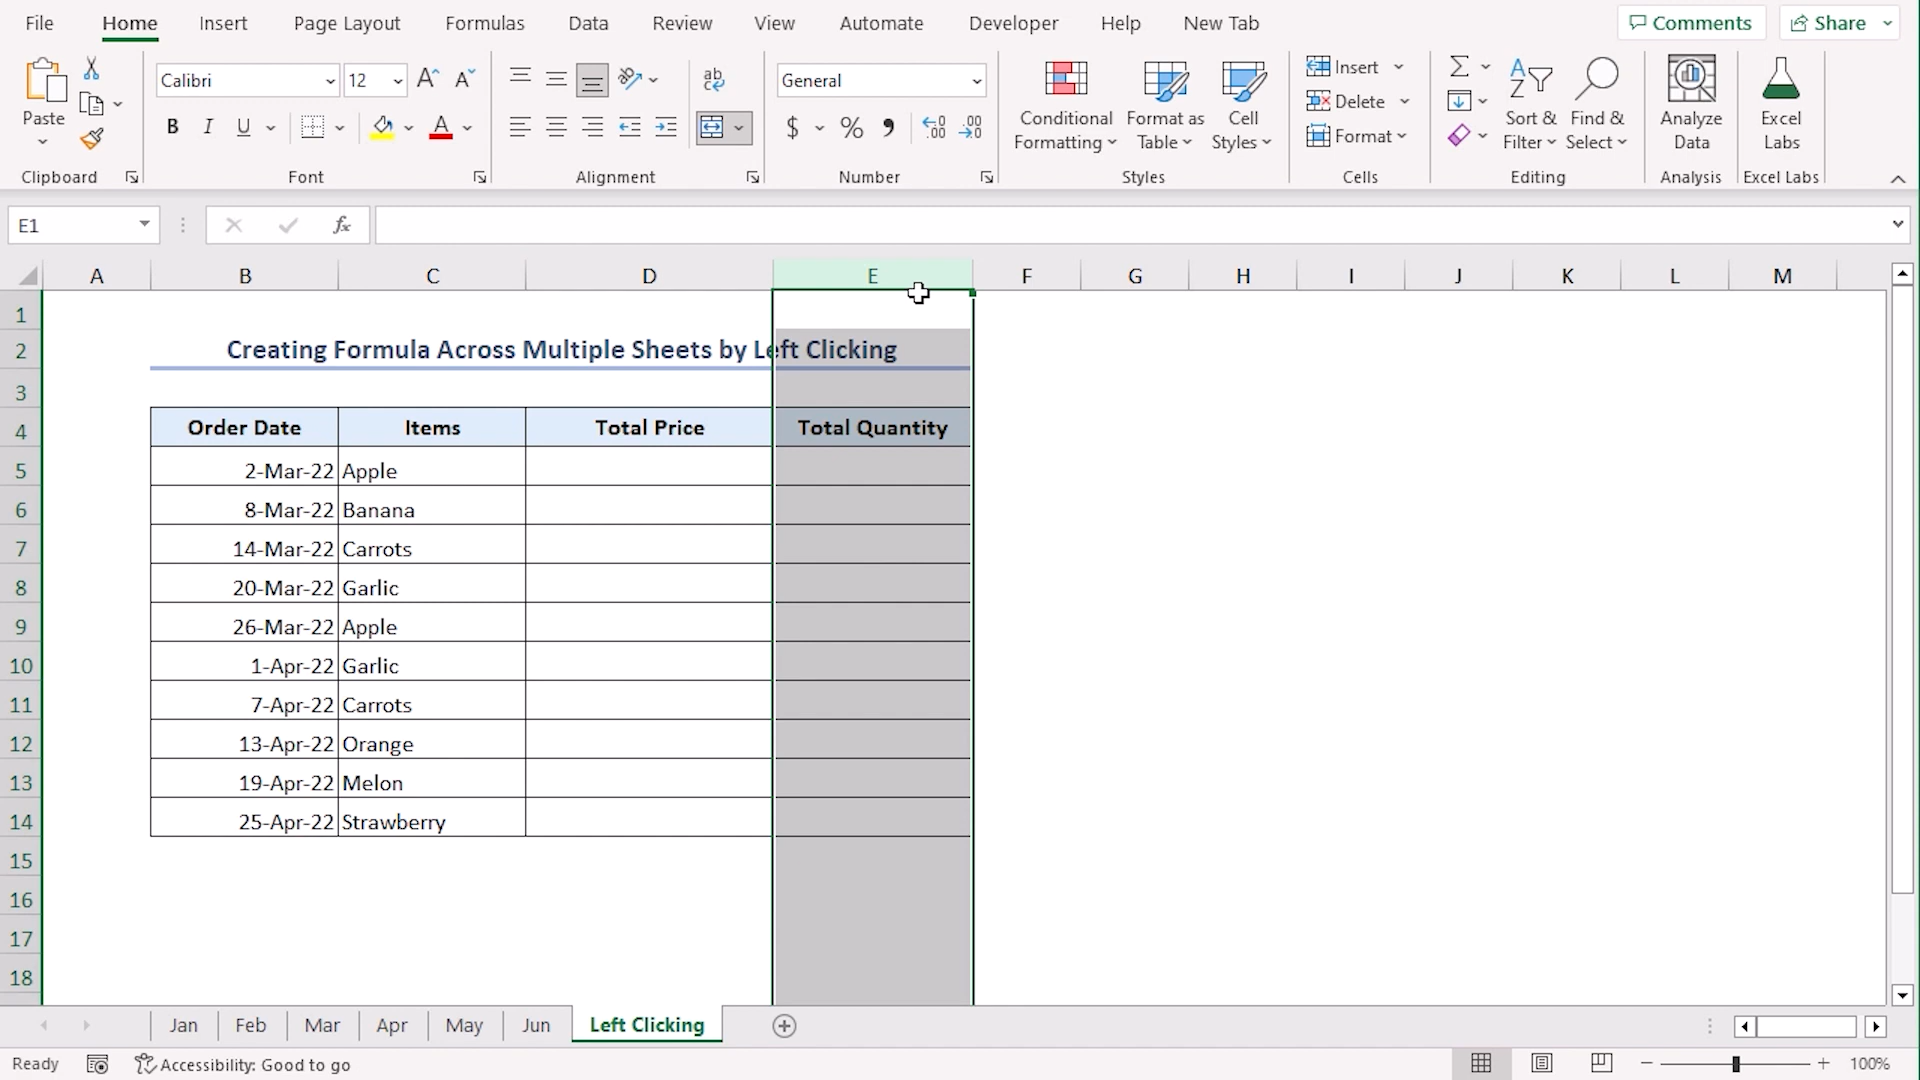 File Home Insert Page Layout Formulas Data Review View Automate Developer Help New Tab Comments Share
Calibri 12 General Insert
Paste Conditional Formatting Format as Table Cell Styles Delete Sort & Filter Find & Select Analyze Data Excel Labs
B I U A $ % Format
Clipboard Font Alignment Number Styles Cells Editing Analysis Excel Labs
E1 fx
A B C D E F G H I J K L M
1
2 Creating Formula Across Multiple Sheets by Left Clicking
3
4 Order Date Items Total Price Total Quantity
5 2-Mar-22 Apple
6 8-Mar-22 Banana
7 14-Mar-22 Carrots
8 20-Mar-22 Garlic
9 26-Mar-22 Apple
10 1-Apr-22 Garlic
11 7-Apr-22 Carrots
12 13-Apr-22 Orange
13 19-Apr-22 Melon
14 25-Apr-22 Strawberry
15
16
17
18
Jan Feb Mar Apr May Jun Left Clicking
Ready Accessibility: Good to go 100%